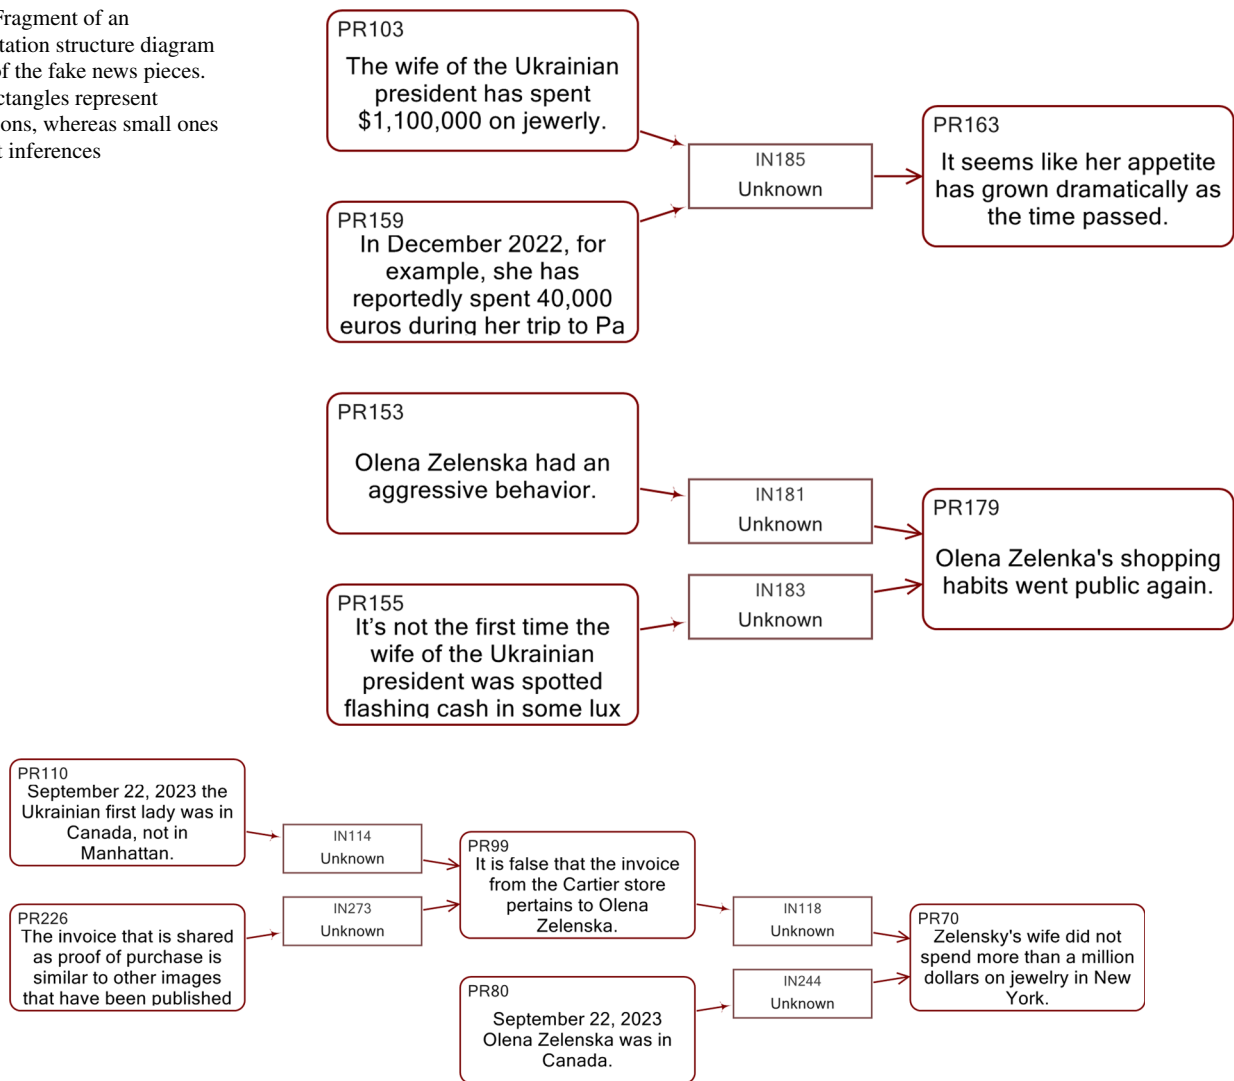 Fragment of an
tation structure diagram
of the fake news pieces.
ctangles represent
ons, whereas small ones
t inferences
PR103
The wife of the Ukrainian
president has spent
$1,100,000 on jewerly.
PR159
In December 2022, for
example, she has
reportedly spent 40,000
euros during her trip to Pa
IN185
Unknown
PR163
It seems like her appetite
has grown dramatically as
the time passed.
PR153
Olena Zelenska had an
aggressive behavior.
PR155
It's not the first time the
wife of the Ukrainian
president was spotted
flashing cash in some lux
IN181
Unknown
IN183
Unknown
PR179
Olena Zelenka's shopping
habits went public again.
PR110
September 22, 2023 the
Ukrainian first lady was in
Canada, not in
Manhattan.
PR226
The invoice that is shared
as proof of purchase is
similar to other images
that have been published
IN114
Unknown
IN273
Unknown
PR99
It is false that the invoice
from the Cartier store
pertains to Olena
Zelenska.
PR80
September 22, 2023
Olena Zelenska was in
Canada.
IN118
Unknown
IN244
Unknown
PR70
Zelensky's wife did not
spend more than a million
dollars on jewelry in New
York.